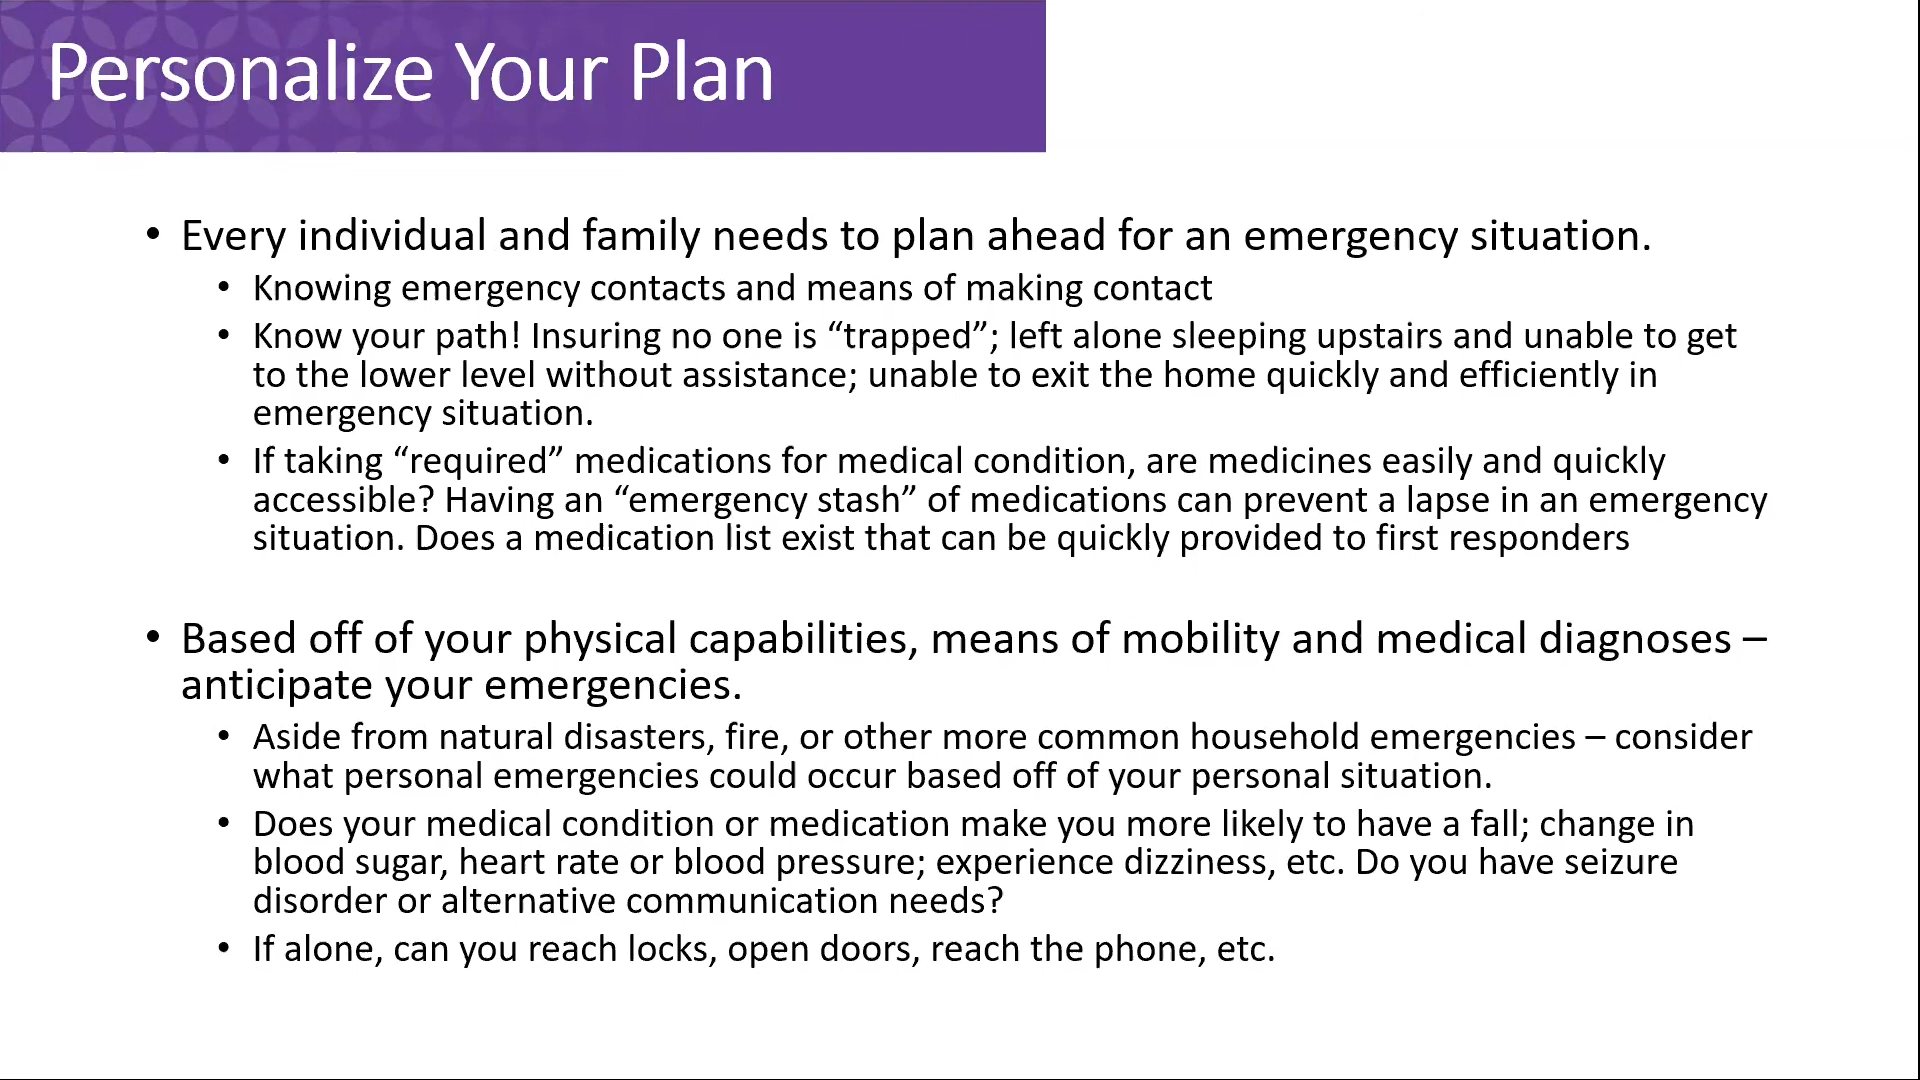 Personalize Your Plan
• Every individual and family needs to plan ahead for an emergency situation.
• Knowing emergency contacts and means of making contact
• Know your path! Insuring no one is “trapped”; left alone sleeping upstairs and unable to get
to the lower level without assistance; unable to exit the home quickly and efficiently in
emergency situation.
• If taking “required” medications for medical condition, are medicines easily and quickly
accessible? Having an “emergency stash” of medications can prevent a lapse in an emergency
situation. Does a medication list exist that can be quickly provided to first responders
• Based off of your physical capabilities, means of mobility and medical diagnoses –
anticipate your emergencies.
• Aside from natural disasters, fire, or other more common household emergencies – consider
what personal emergencies could occur based off of your personal situation.
• Does your medical condition or medication make you more likely to have a fall; change in
blood sugar, heart rate or blood pressure; experience dizziness, etc. Do you have seizure
disorder or alternative communication needs?
• If alone, can you reach locks, open doors, reach the phone, etc.